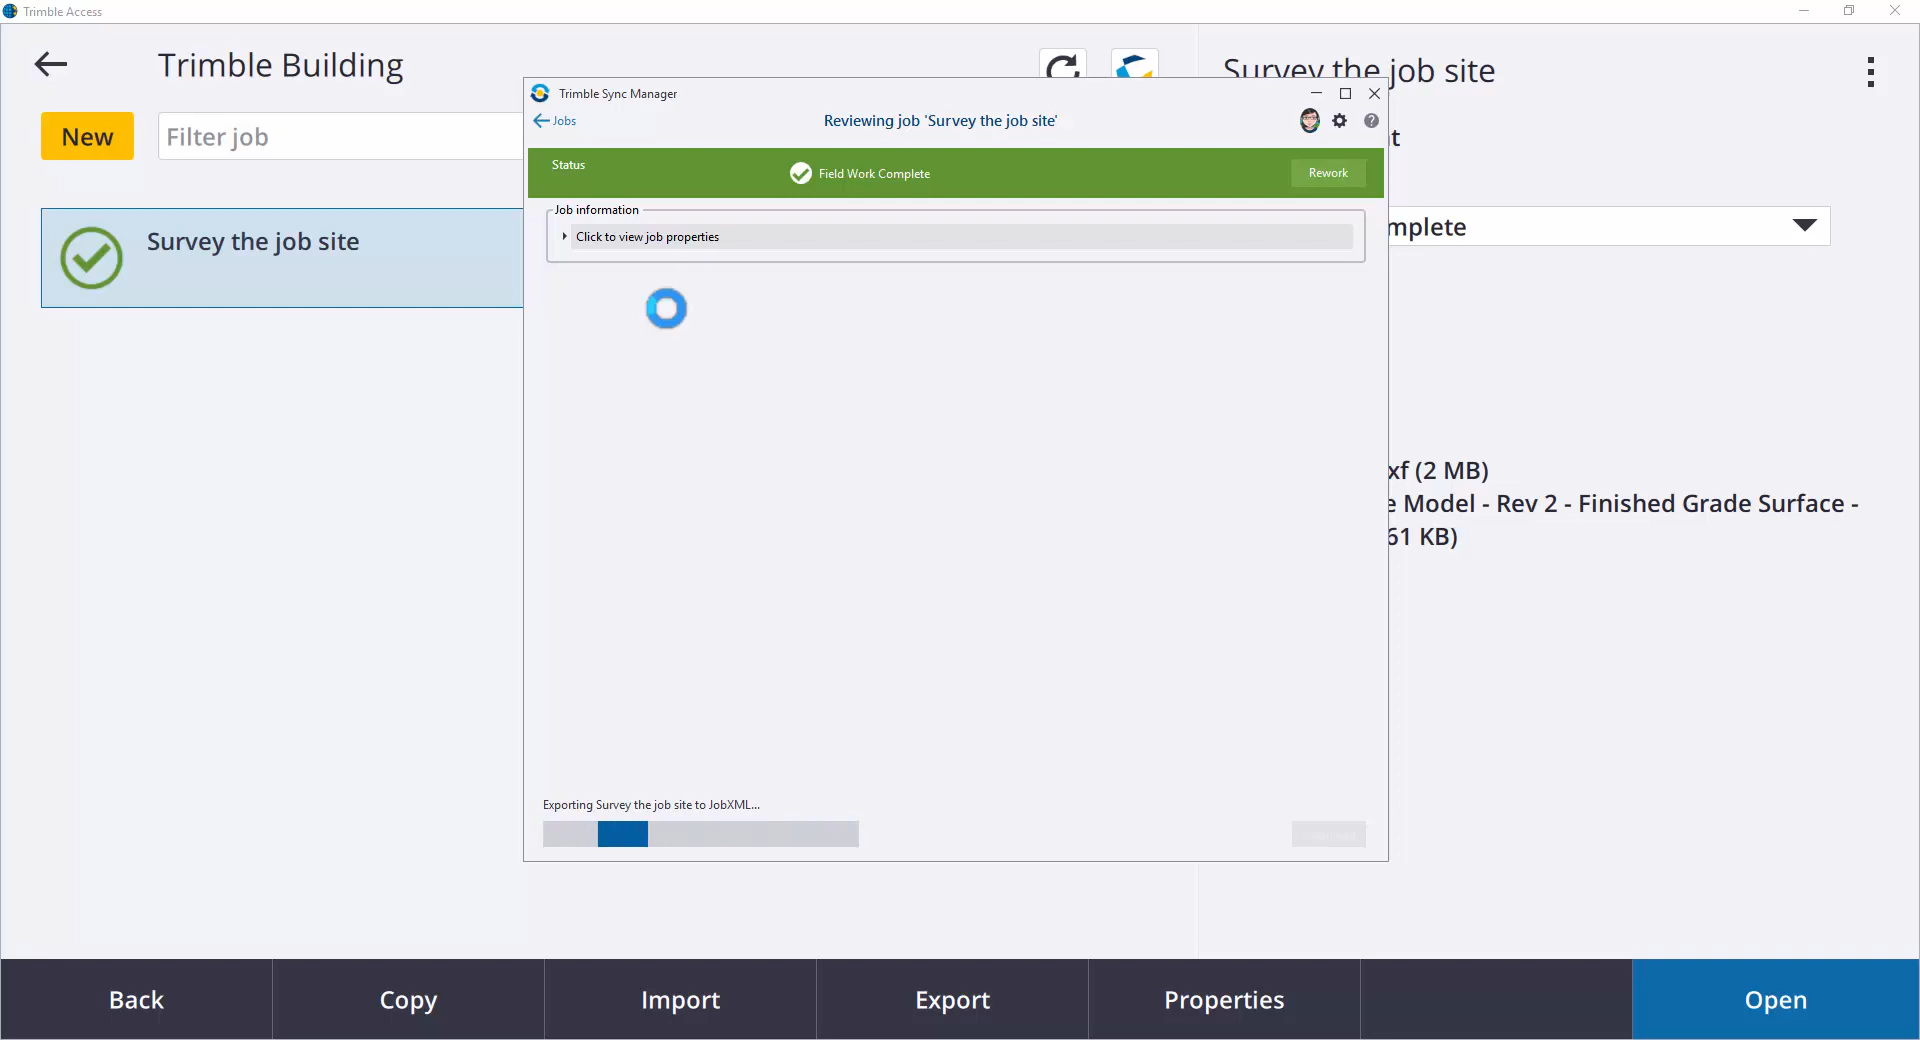 Trimble Access
Trimble Building
New
Filter job
Survey the job site
Trimble Sync Manager
Jobs
Reviewing job 'Survey the job site'
Status
Field Work Complete
Rework
Job information
Click to view job properties
Exporting Survey the job site to JobXML...
Survey the job site
t
mplete
xf (2 MB)
e Model - Rev 2 - Finished Grade Surface -
61 KB)
Back
Copy
Import
Export
Properties
Open